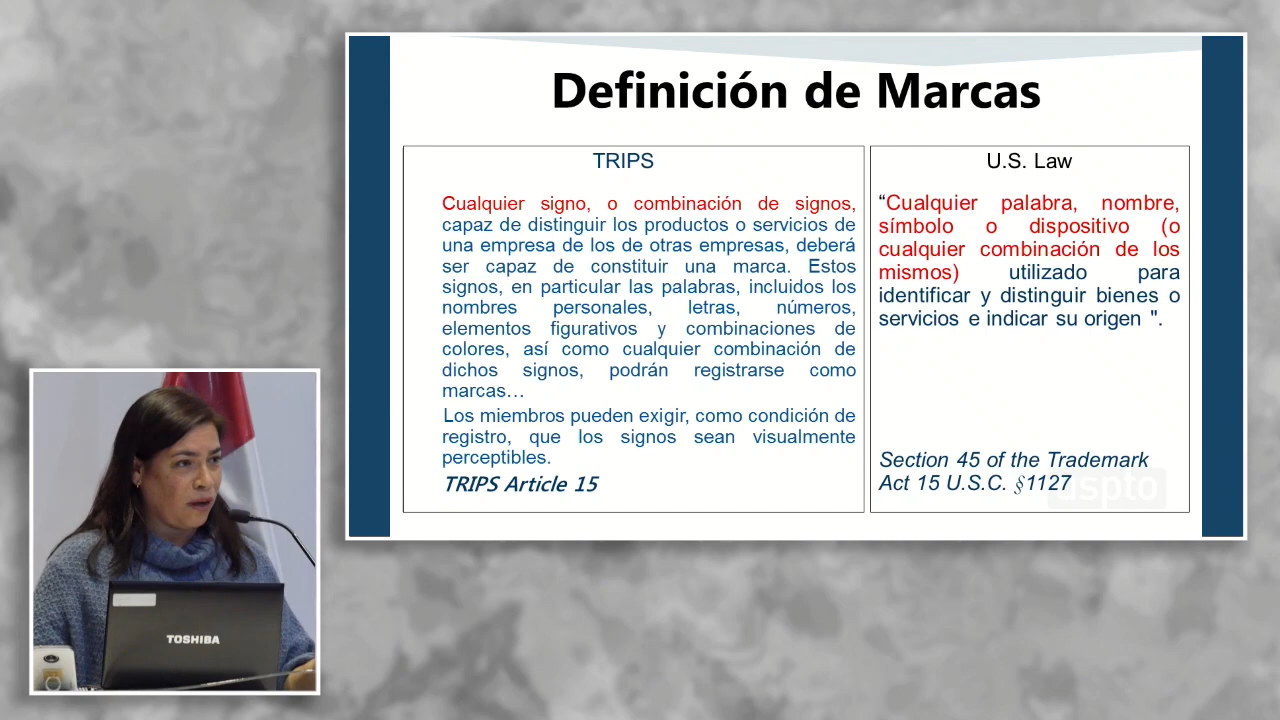 Definición de Marcas
TRIPS
Cualquier signo, o combinación de signos,
capaz de distinguir los productos o servicios de
una empresa de los de otras empresas, deberá
ser capaz de constituir una marca. Estos
signos, en particular las palabras, incluidos los
nombres personales, letras, números,
elementos figurativos y combinaciones de
colores, así como cualquier combinación de
dichos signos, podrán registrarse como
marcas…
Los miembros pueden exigir, como condición de
registro, que los signos sean visualmente
perceptibles.
TRIPS Article 15
U.S. Law
“Cualquier palabra, nombre,
símbolo o dispositivo (o
cualquier combinación de los
mismos) utilizado para
identificar y distinguir bienes o
servicios e indicar su origen ".
Section 45 of the Trademark
Act 15 U.S.C. §1127
uspto
TOSHIBA